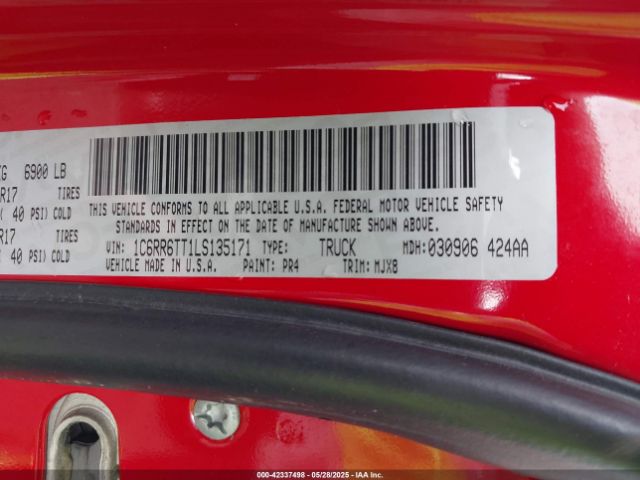 KG 6900 LB
R17 TIRES
( 40 PSI) COLD
R17 TIRES
40 PSI) COLD
THIS VEHICLE CONFORMS TO ALL APPLICABLE U.S.A. FEDERAL MOTOR VEHICLE SAFETY
STANDARDS IN EFFECT ON THE DATE OF MANUFACTURE SHOWN ABOVE.
VIN: 1C6RR6TT1LS135171 TYPE: TRUCK MDH: 030906 424AA
VEHICLE MADE IN U.S.A. PAINT: PR4 TRIM: MJX8
000-42337498 - 05/28/2025 - IAA Inc.